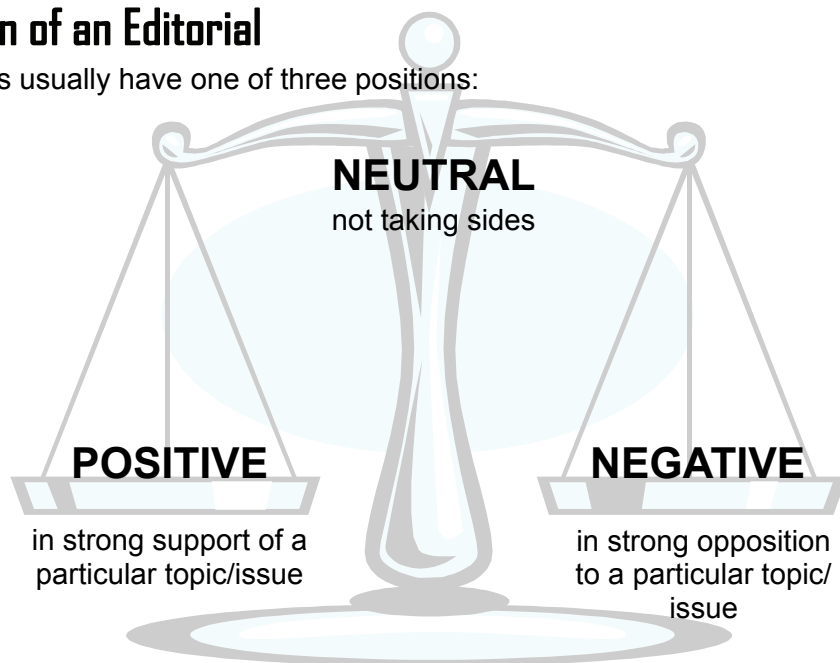 of an Editorial
usually have one of three positions:
NEUTRAL
not taking sides
POSITIVE
in strong support of a
particular topic/issue
NEGATIVE
in strong opposition
to a particular topic/
issue